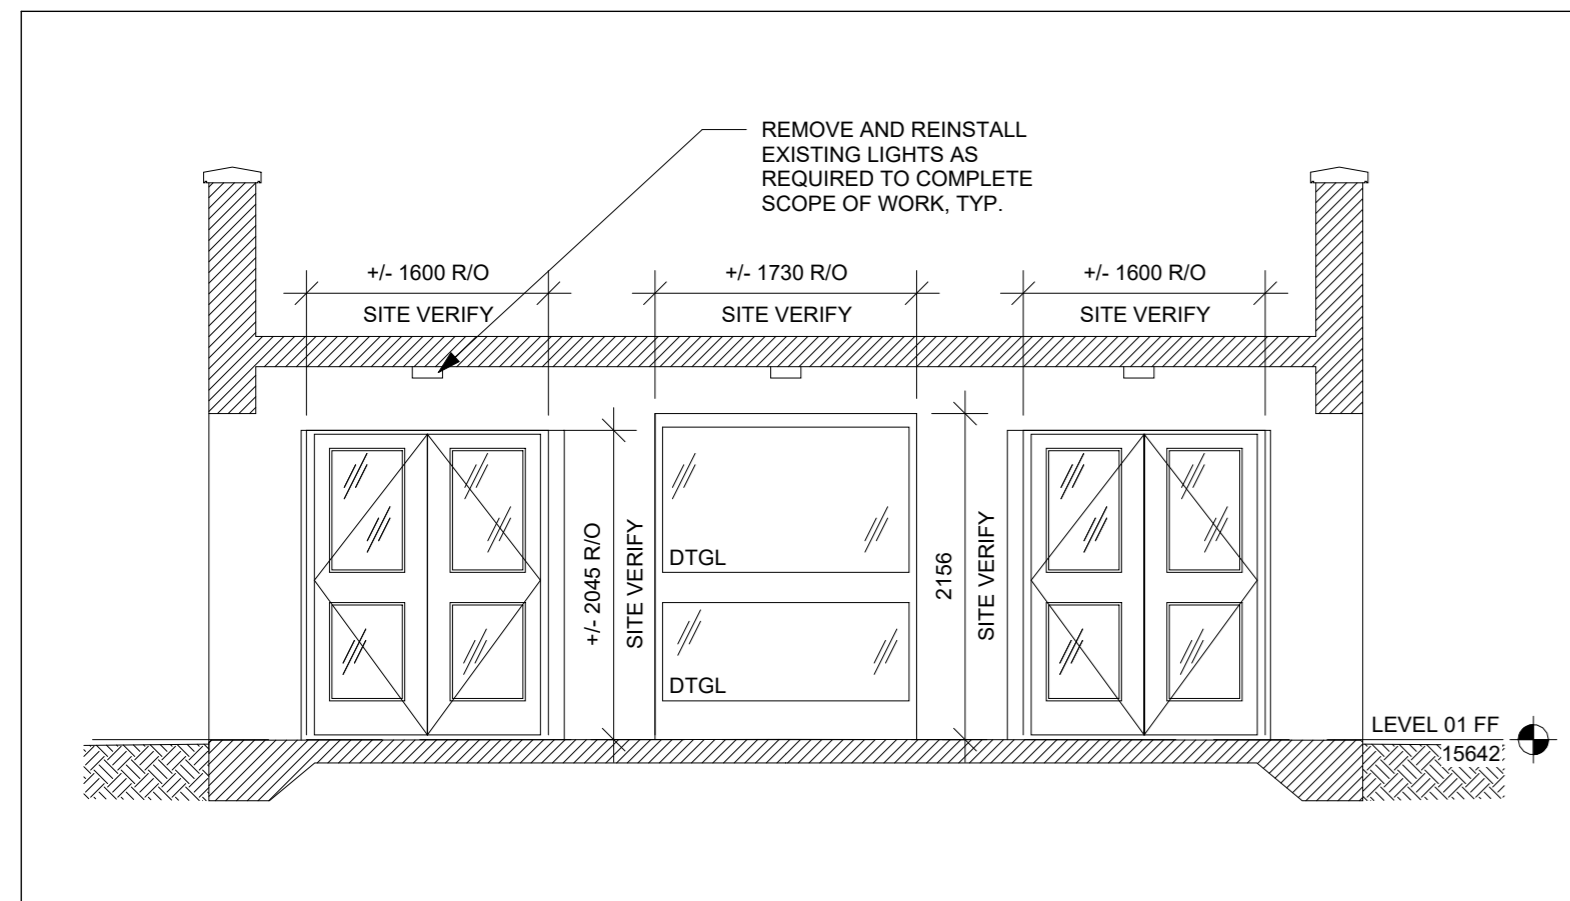 REMOVE AND REINSTALL
EXISTING LIGHTS AS
REQUIRED TO COMPLETE
SCOPE OF WORK, TYP.
+/- 1600 R/O
SITE VERIFY
+/- 1730 R/O
SITE VERIFY
+/- 1600 R/O
SITE VERIFY
+/- 2045 R/O
SITE VERIFY
DTGL
DTGL
2156
SITE VERIFY
LEVEL 01 FF
15642